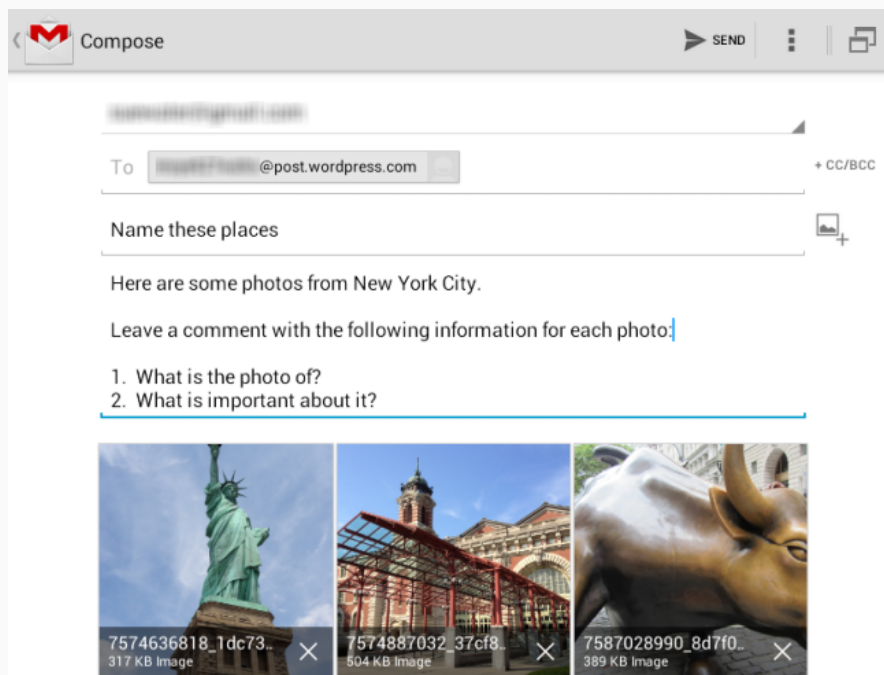 Compose
SEND
To @post.wordpress.com
+ CC/BCC
Name these places
Here are some photos from New York City.
Leave a comment with the following information for each photo:
1. What is the photo of?
2. What is important about it?
7574636818_1dc73..
317 KB Image
7574887032_37cf8..
504 KB Image
7587028990_8d7f0..
389 KB Image